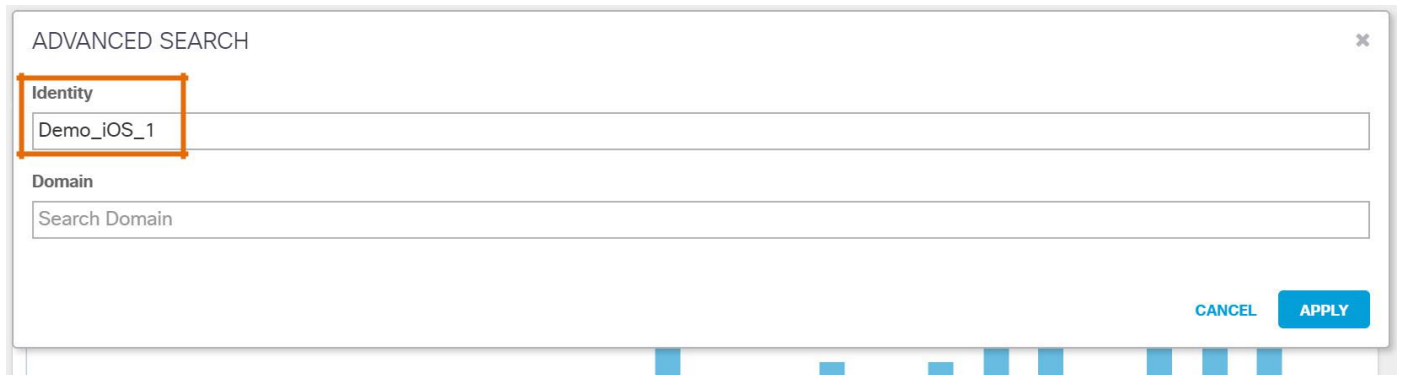 ADVANCED SEARCH
Identity
Demo_iOS_1
Domain
Search Domain
CANCEL APPLY